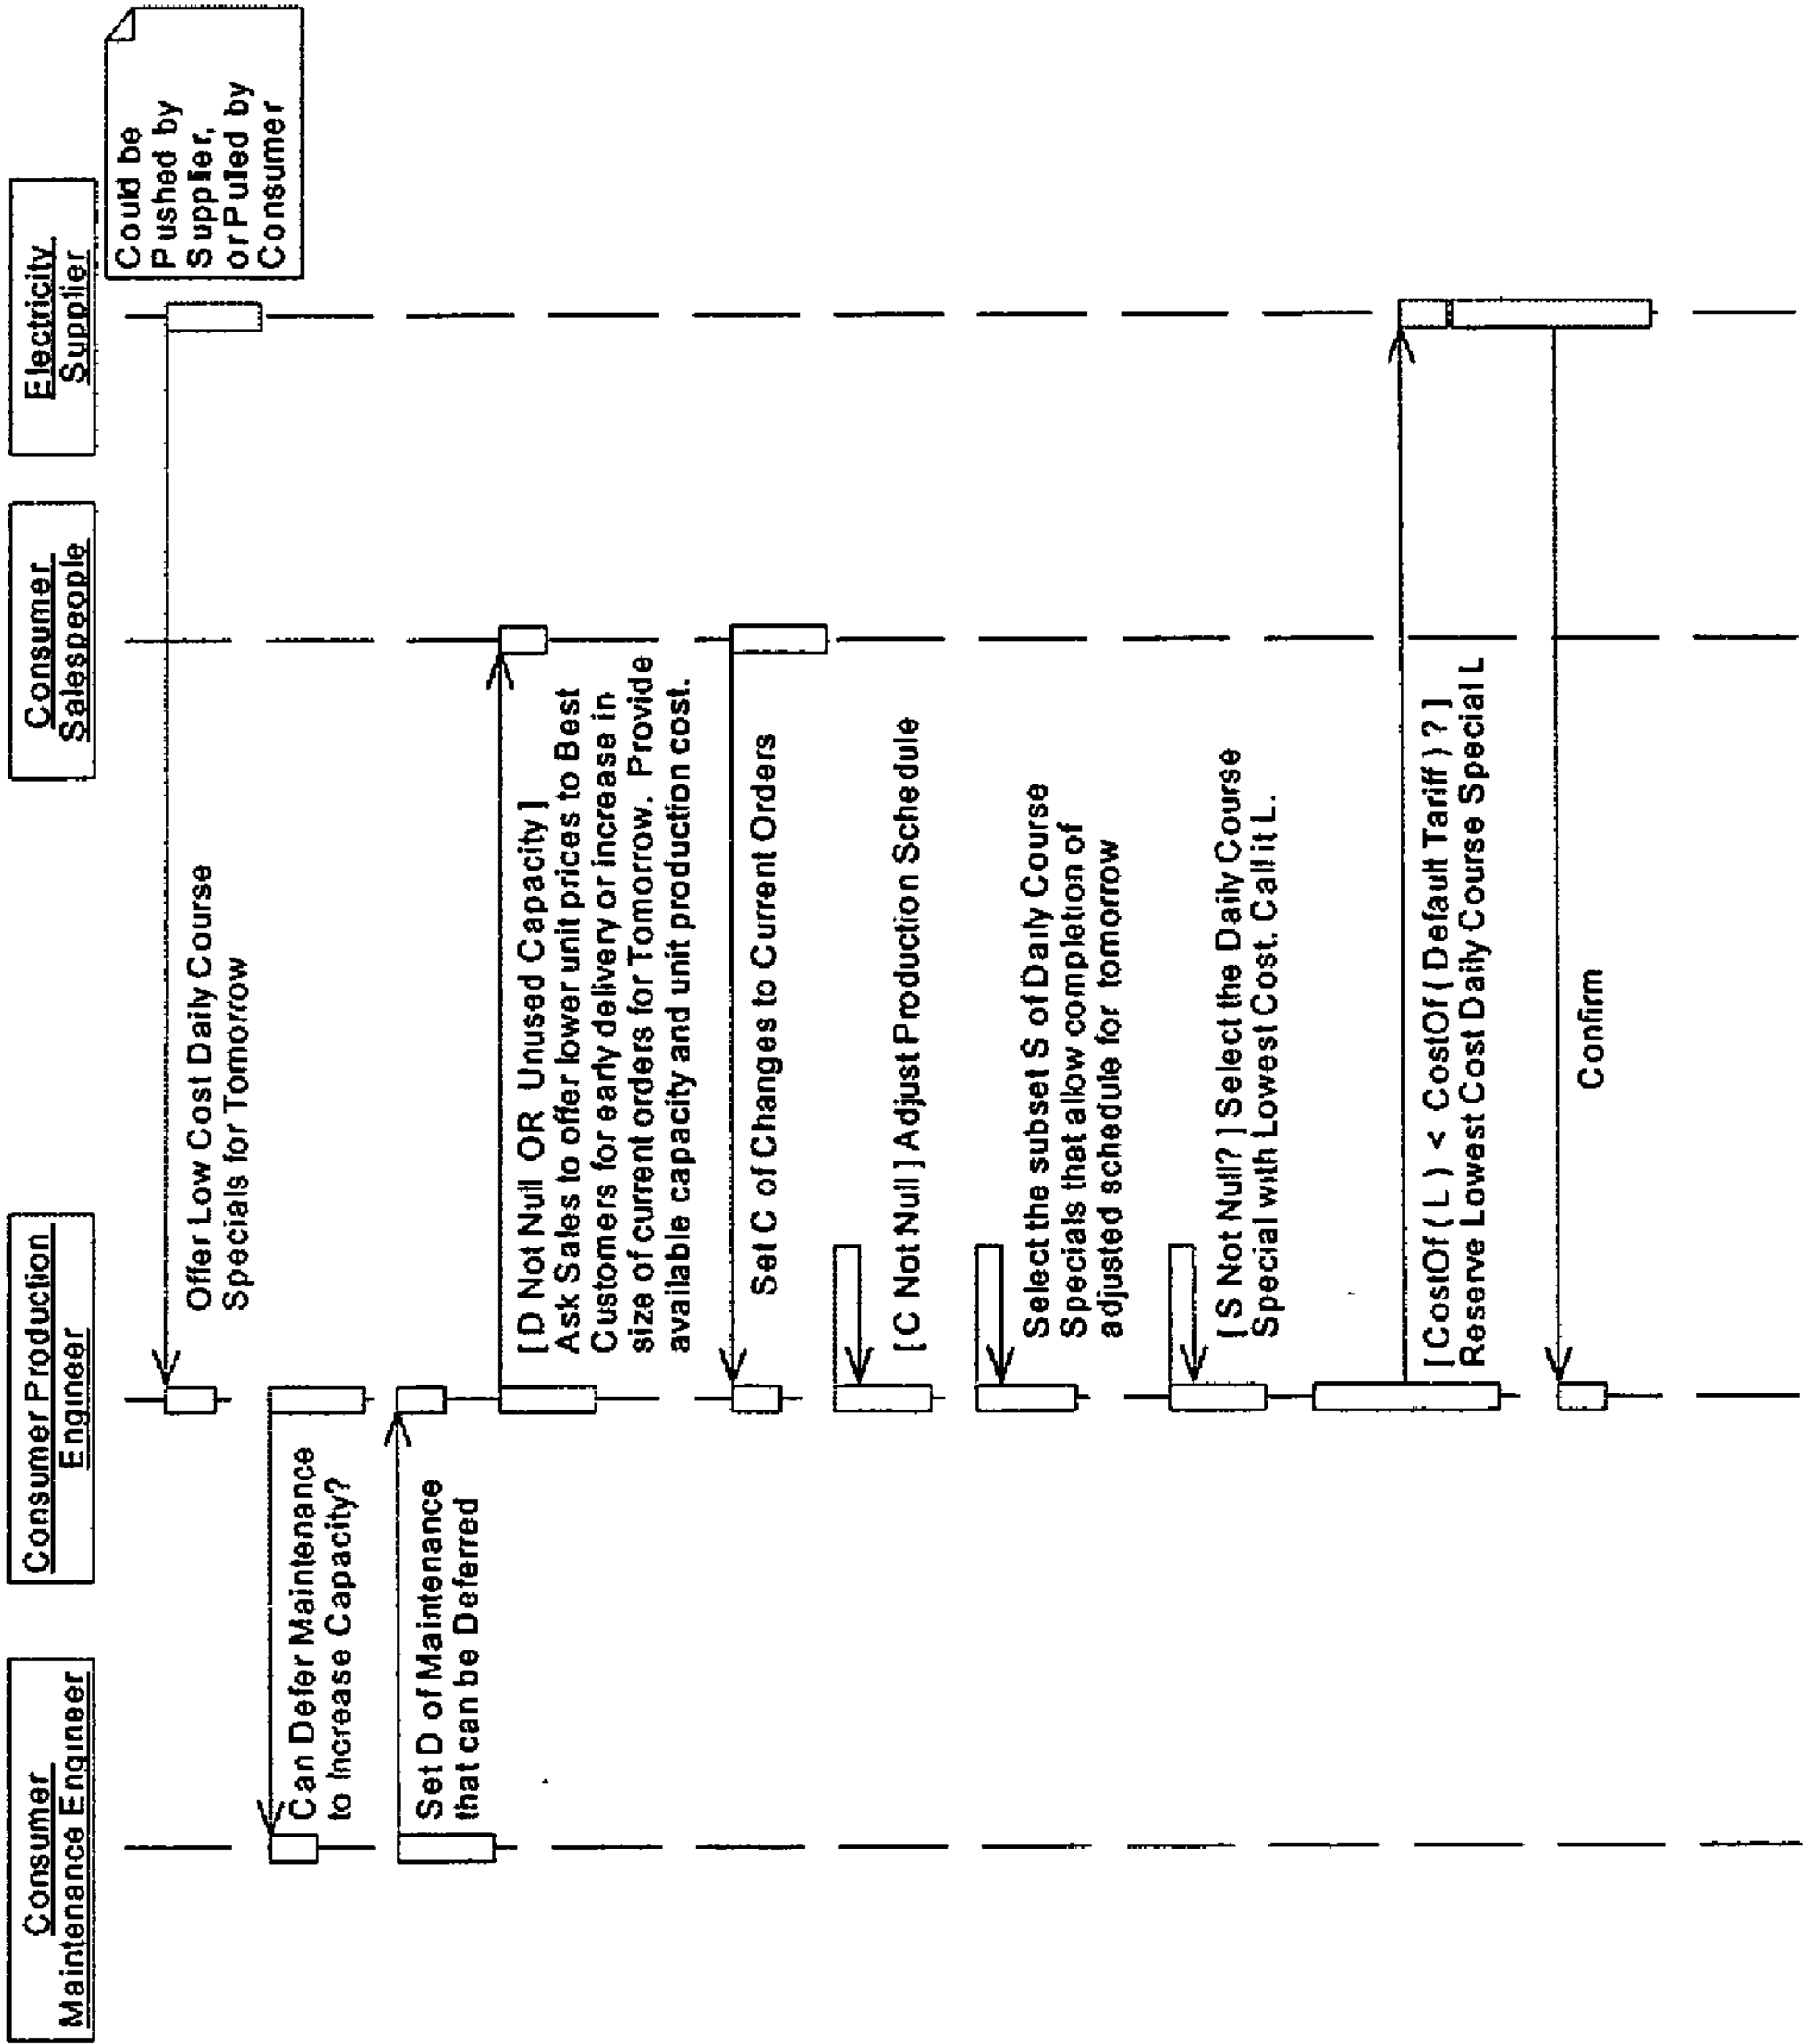 Consumer
Maintenance Engineer
Consumer Production
Engineer
Consumer
Salespeople
Electricity
Supplier
Could be
Pushed by
Supplier,
or Pulled by
Consumer
Offer Low Cost Daily Course
Specials for Tomorrow
Can Defer Maintenance
to Increase Capacity?
Set D of Maintenance
that can be Deferred
[ D Not Null OR Unused Capacity ]
Ask Sales to offer lower unit prices to Best
Customers for early delivery or increase in
size of current orders for Tomorrow. Provide
available capacity and unit production cost.
Set C of Changes to Current Orders
[ C Not Null ] Adjust Production Schedule
Select the subset S of Daily Course
Specials that allow completion of
adjusted schedule for tomorrow
[ S Not Null? ] Select the Daily Course
Special with Lowest Cost. Call it L.
[ CostOf ( L ) < CostOf ( Default Tariff ) ? ]
Reserve Lowest Cost Daily Course Special L
Confirm